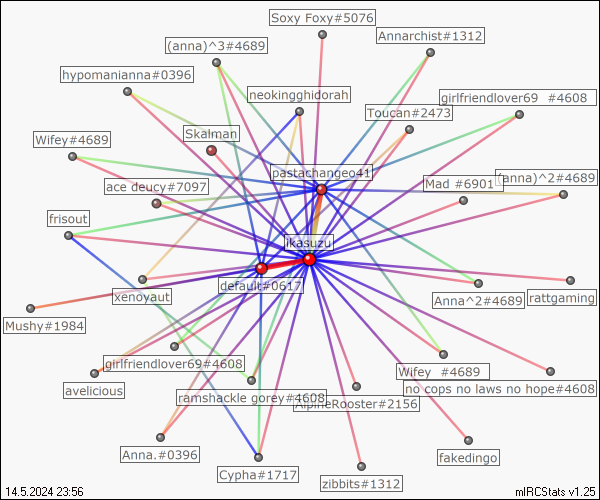 Soxy Foxy#5076
Annarchist#1312
(anna)^3#4689
hypomanianna#0396
neokingghidorah
girlfriendlover69 #4608
Toucan#2473
Skalman
Wifey#4689
pastachangeo41
ace deucy#7097
Mad #6901
(anna)^2#4689
frisout
ikasuzu
default#0617
xenoyaut
Anna^2#4689
rattgaming
Mushy#1984
girlfriendlover69#4608
Wifey #4689
avelicious
ramshackle gorey#4608
no cops no laws no hope#4608
AlpineRooster#2156
Anna.#0396
Cypha#1717
fakedingo
zibbits#1312
14.5.2024 23:56
mIRCStats v1.25